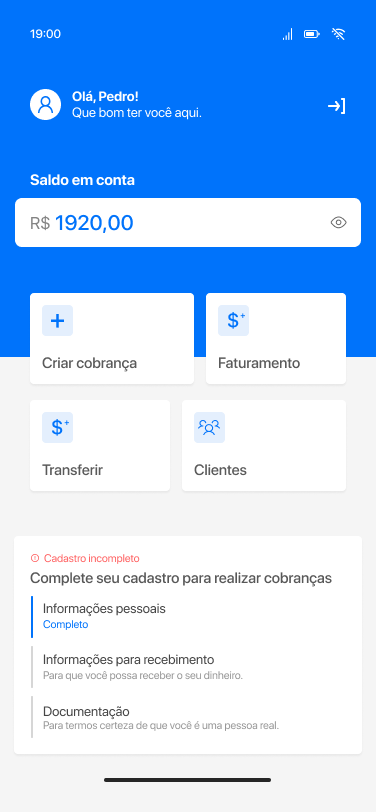 19:00
Olá, Pedro!
Que bom ter você aqui.
Saldo em conta
R$ 1920,00
Criar cobrança
$+
Faturamento
$+
Transferir
Clientes
Cadastro incompleto
Complete seu cadastro para realizar cobranças
Informações pessoais
Completo
Informações para recebimento
Para que você possa receber o seu dinheiro.
Documentação
Para termos certeza de que você é uma pessoa real.